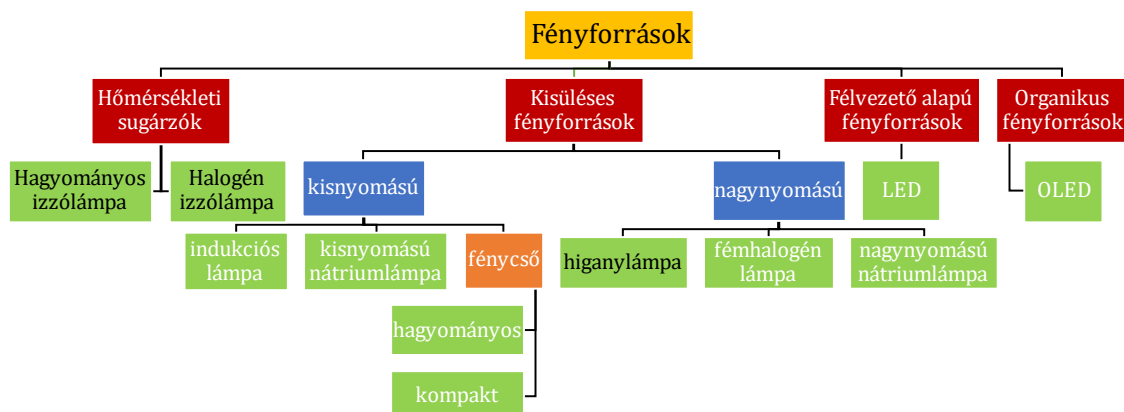 Fényforrások
Hőmérsékleti
sugárzók
Kisüléses
fényforrások
Félvezető alapú
fényforrások
Organikus
fényforrások
Hagyományos
izzólámpa
Halogén
izzólámpa
kisnyomású
nagynyomású
LED
OLED
indukciós
lámpa
kisnyomású
nátriumlámpa
fénycső
higanylámpa
fémhalogén
lámpa
nagynyomású
nátriumlámpa
hagyományos
kompakt